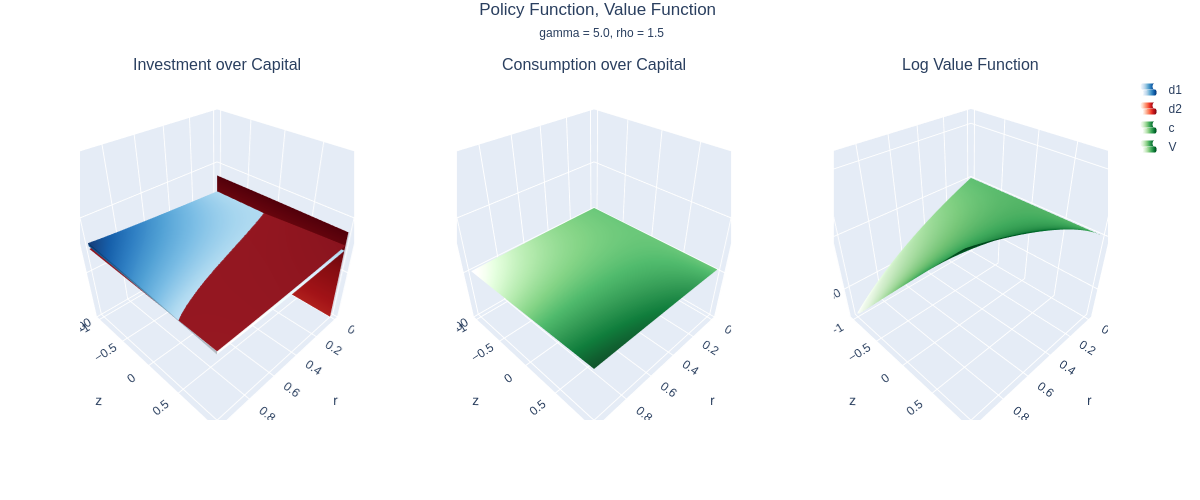 Policy Function, Value Function
gamma = 5.0, rho = 1.5
Investment over Capital
Consumption over Capital
Log Value Function
d1
d2
c
V
−0.5
0
0.5
z
0
0.2
0.4
0.6
0.8
r
−0.5
0
0.5
z
0
0.2
0.4
0.6
0.8
r
0
−1
−0.5
0
0.5
z
0
0.2
0.4
0.6
0.8
r